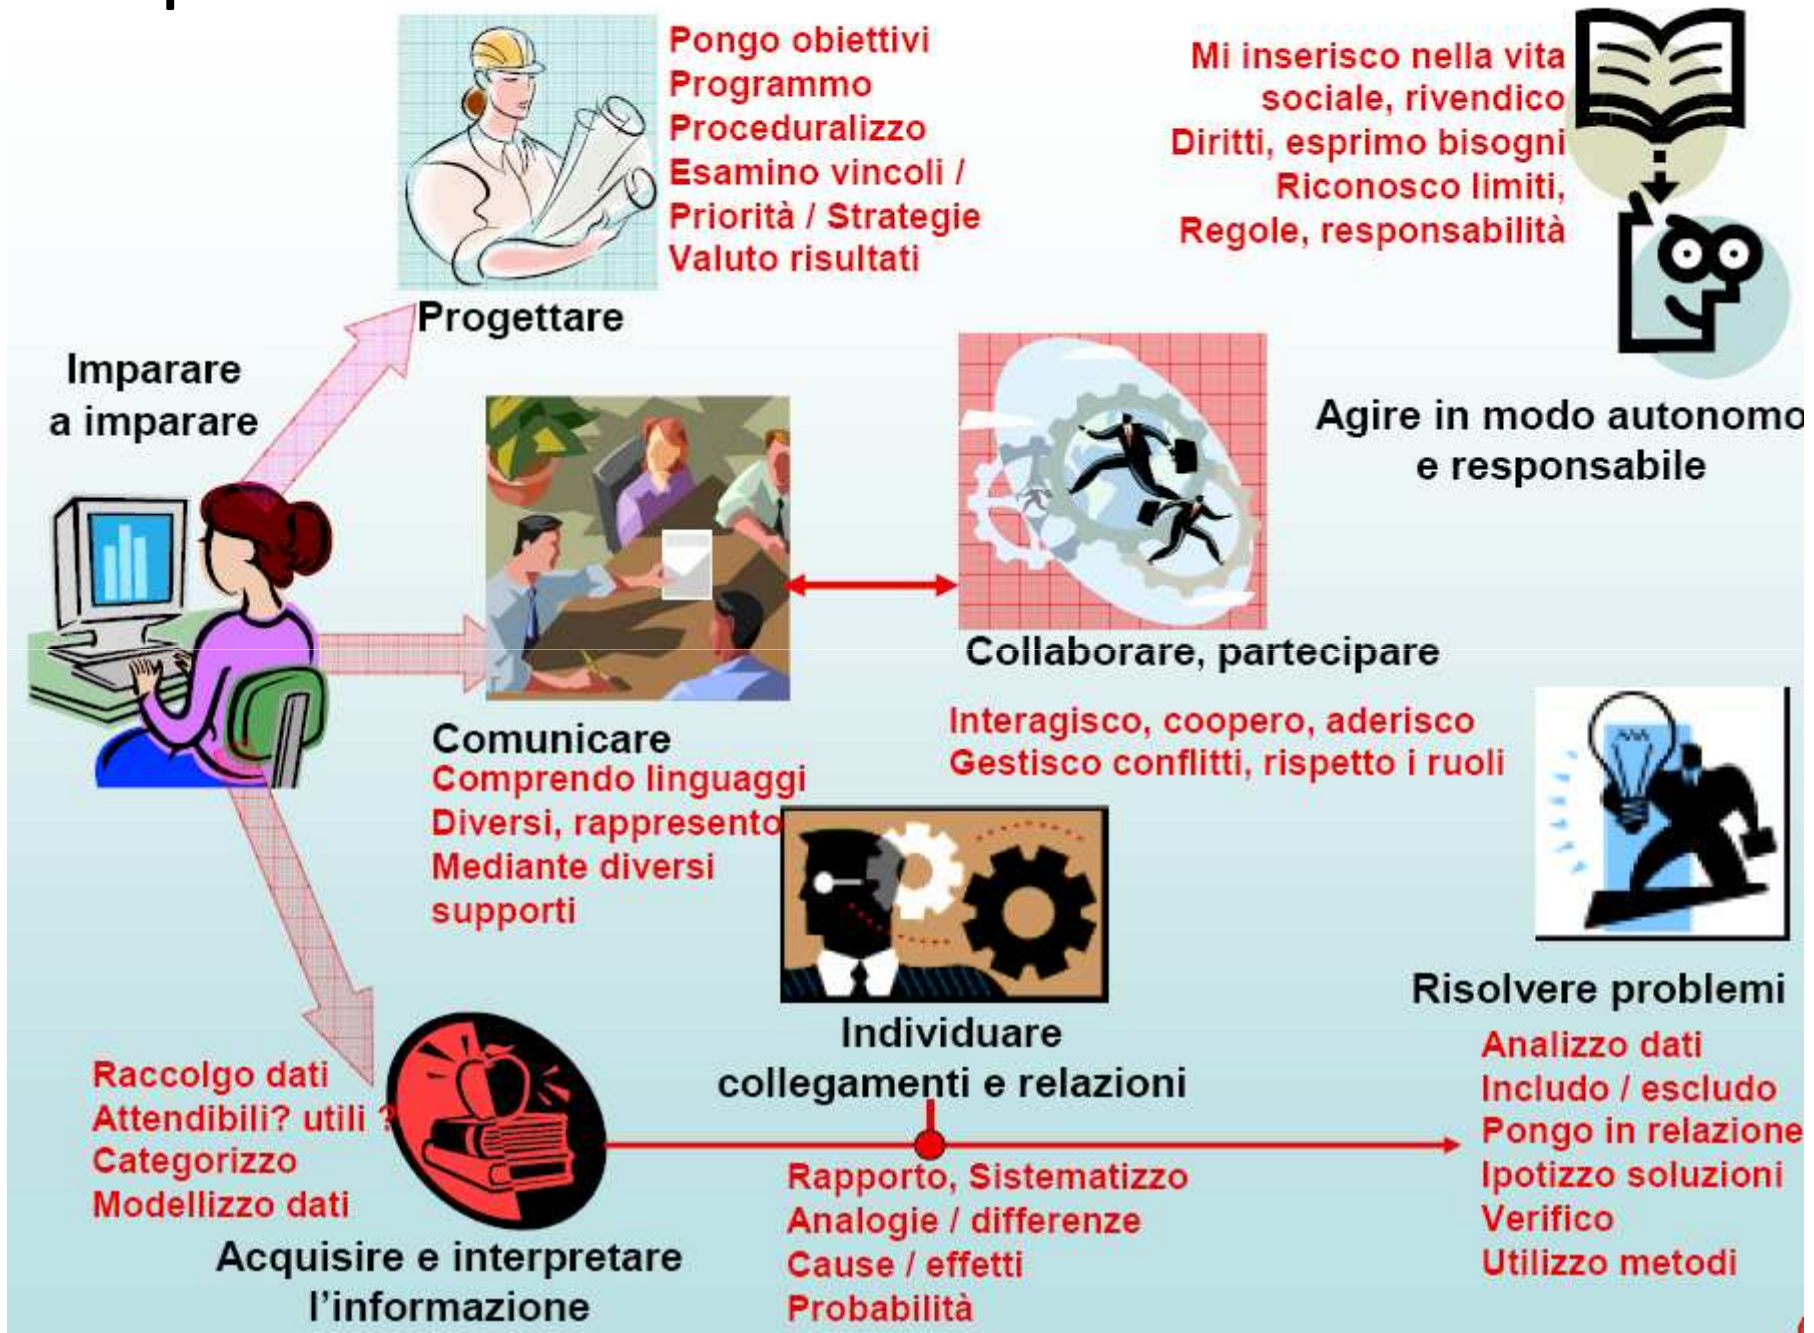 Pongo obiettivi
Programmo
Proceduralizzo
Esamino vincoli /
Priorità / Strategie
Valuto risultati
Progettare
Mi inserisco nella vita
sociale, rivendico
Diritti, esprimo bisogni
Riconosco limiti,
Regole, responsabilità
Agire in modo autonomo
e responsabile
Imparare
a imparare
Comunicare
Comprendo linguaggi
Diversi, rappresento
Mediante diversi
supporti
Collaborare, partecipare
Interagisco, coopero, aderisco
Gestisco conflitti, rispetto i ruoli
Individuare
collegamenti e relazioni
Rapporto, Sistematizzo
Analogie / differenze
Cause / effetti
Probabilità
Risolvere problemi
Analizzo dati
Includo / escludo
Pongo in relazione
Ipotizzo soluzioni
Verifico
Utilizzo metodi
Raccolgo dati
Attendibili? utili ?
Categorizzo
Modellizzo dati
Acquisire e interpretare
l'informazione